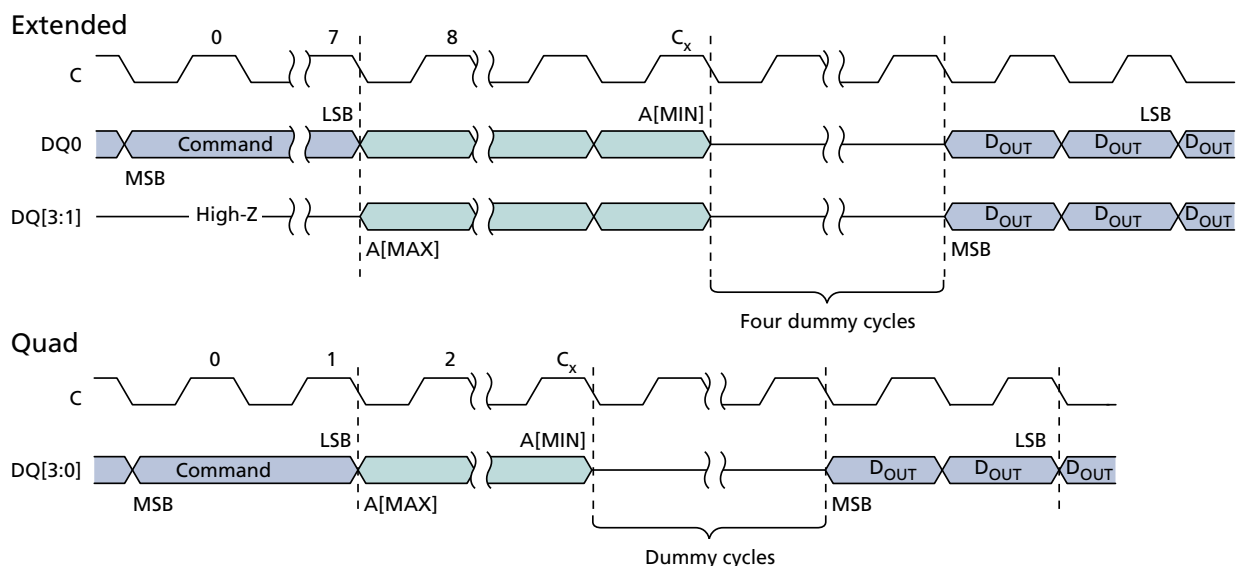 Extended
0 7 8 Cx
C
LSB A[MIN] LSB
DQ0 Command DOUT DOUT DOUT
MSB
DQ[3:1] High-Z DOUT DOUT DOUT
A[MAX] MSB
Four dummy cycles
Quad
0 1 2 Cx
C
LSB A[MIN] LSB
DQ[3:0] Command DOUT DOUT DOUT
MSB A[MAX] MSB
Dummy cycles